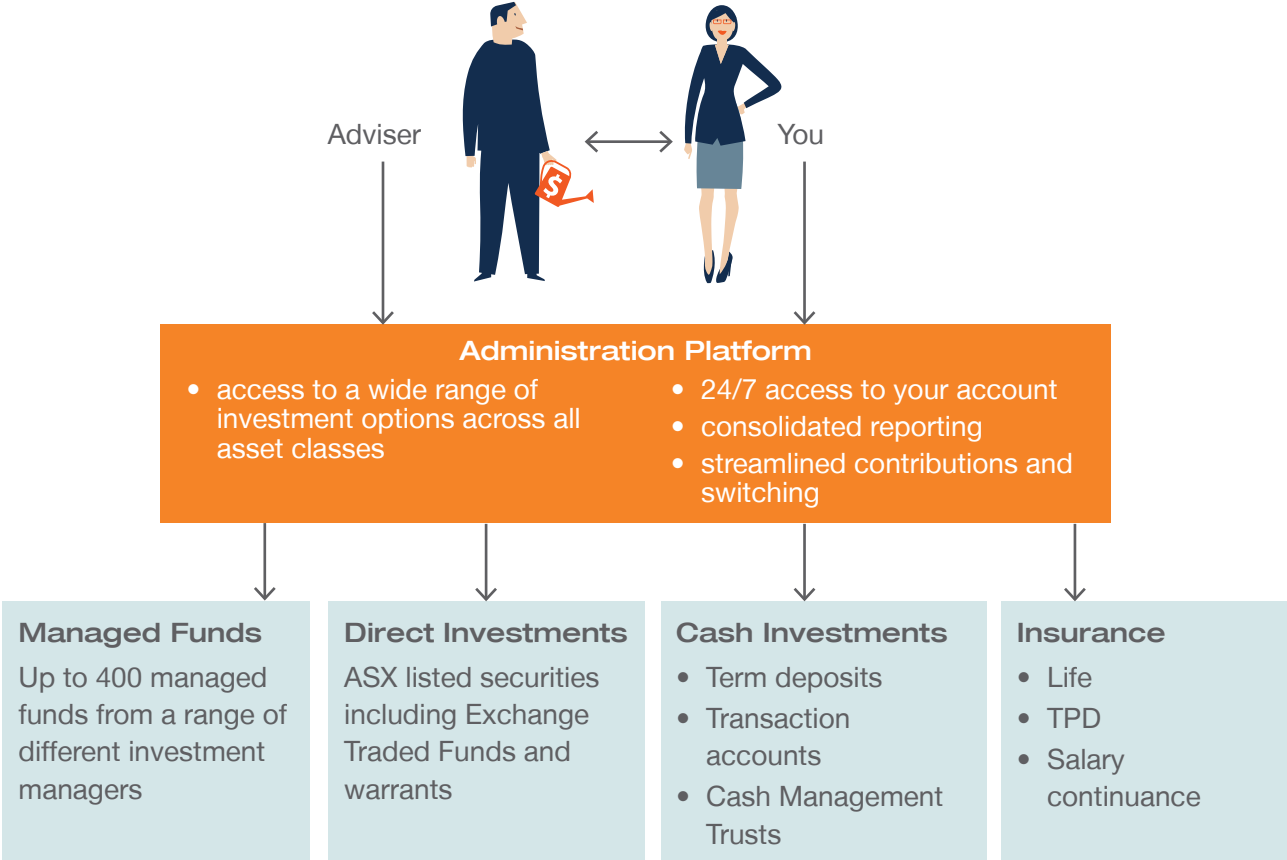 Adviser
You
$
Administration Platform
• access to a wide range of
investment options across all
asset classes
• 24/7 access to your account
• consolidated reporting
• streamlined contributions and
switching
Managed Funds
Up to 400 managed
funds from a range of
different investment
managers
Direct Investments
ASX listed securities
including Exchange
Traded Funds and
warrants
Cash Investments
• Term deposits
• Transaction
accounts
• Cash Management
Trusts
Insurance
• Life
• TPD
• Salary
continuance